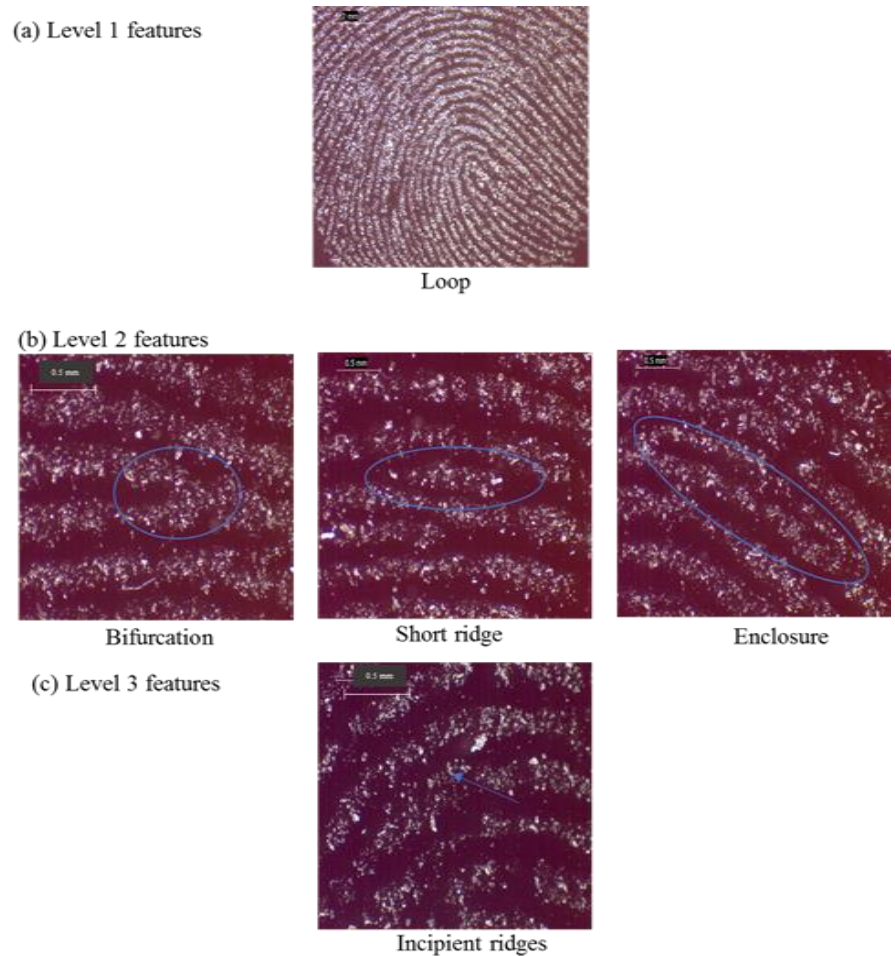 (a) Level 1 features
Loop
(b) Level 2 features
0.5 mm
0.5 mm
0.5 mm
Bifurcation
Short ridge
Enclosure
(c) Level 3 features
0.5 mm
Incipient ridges